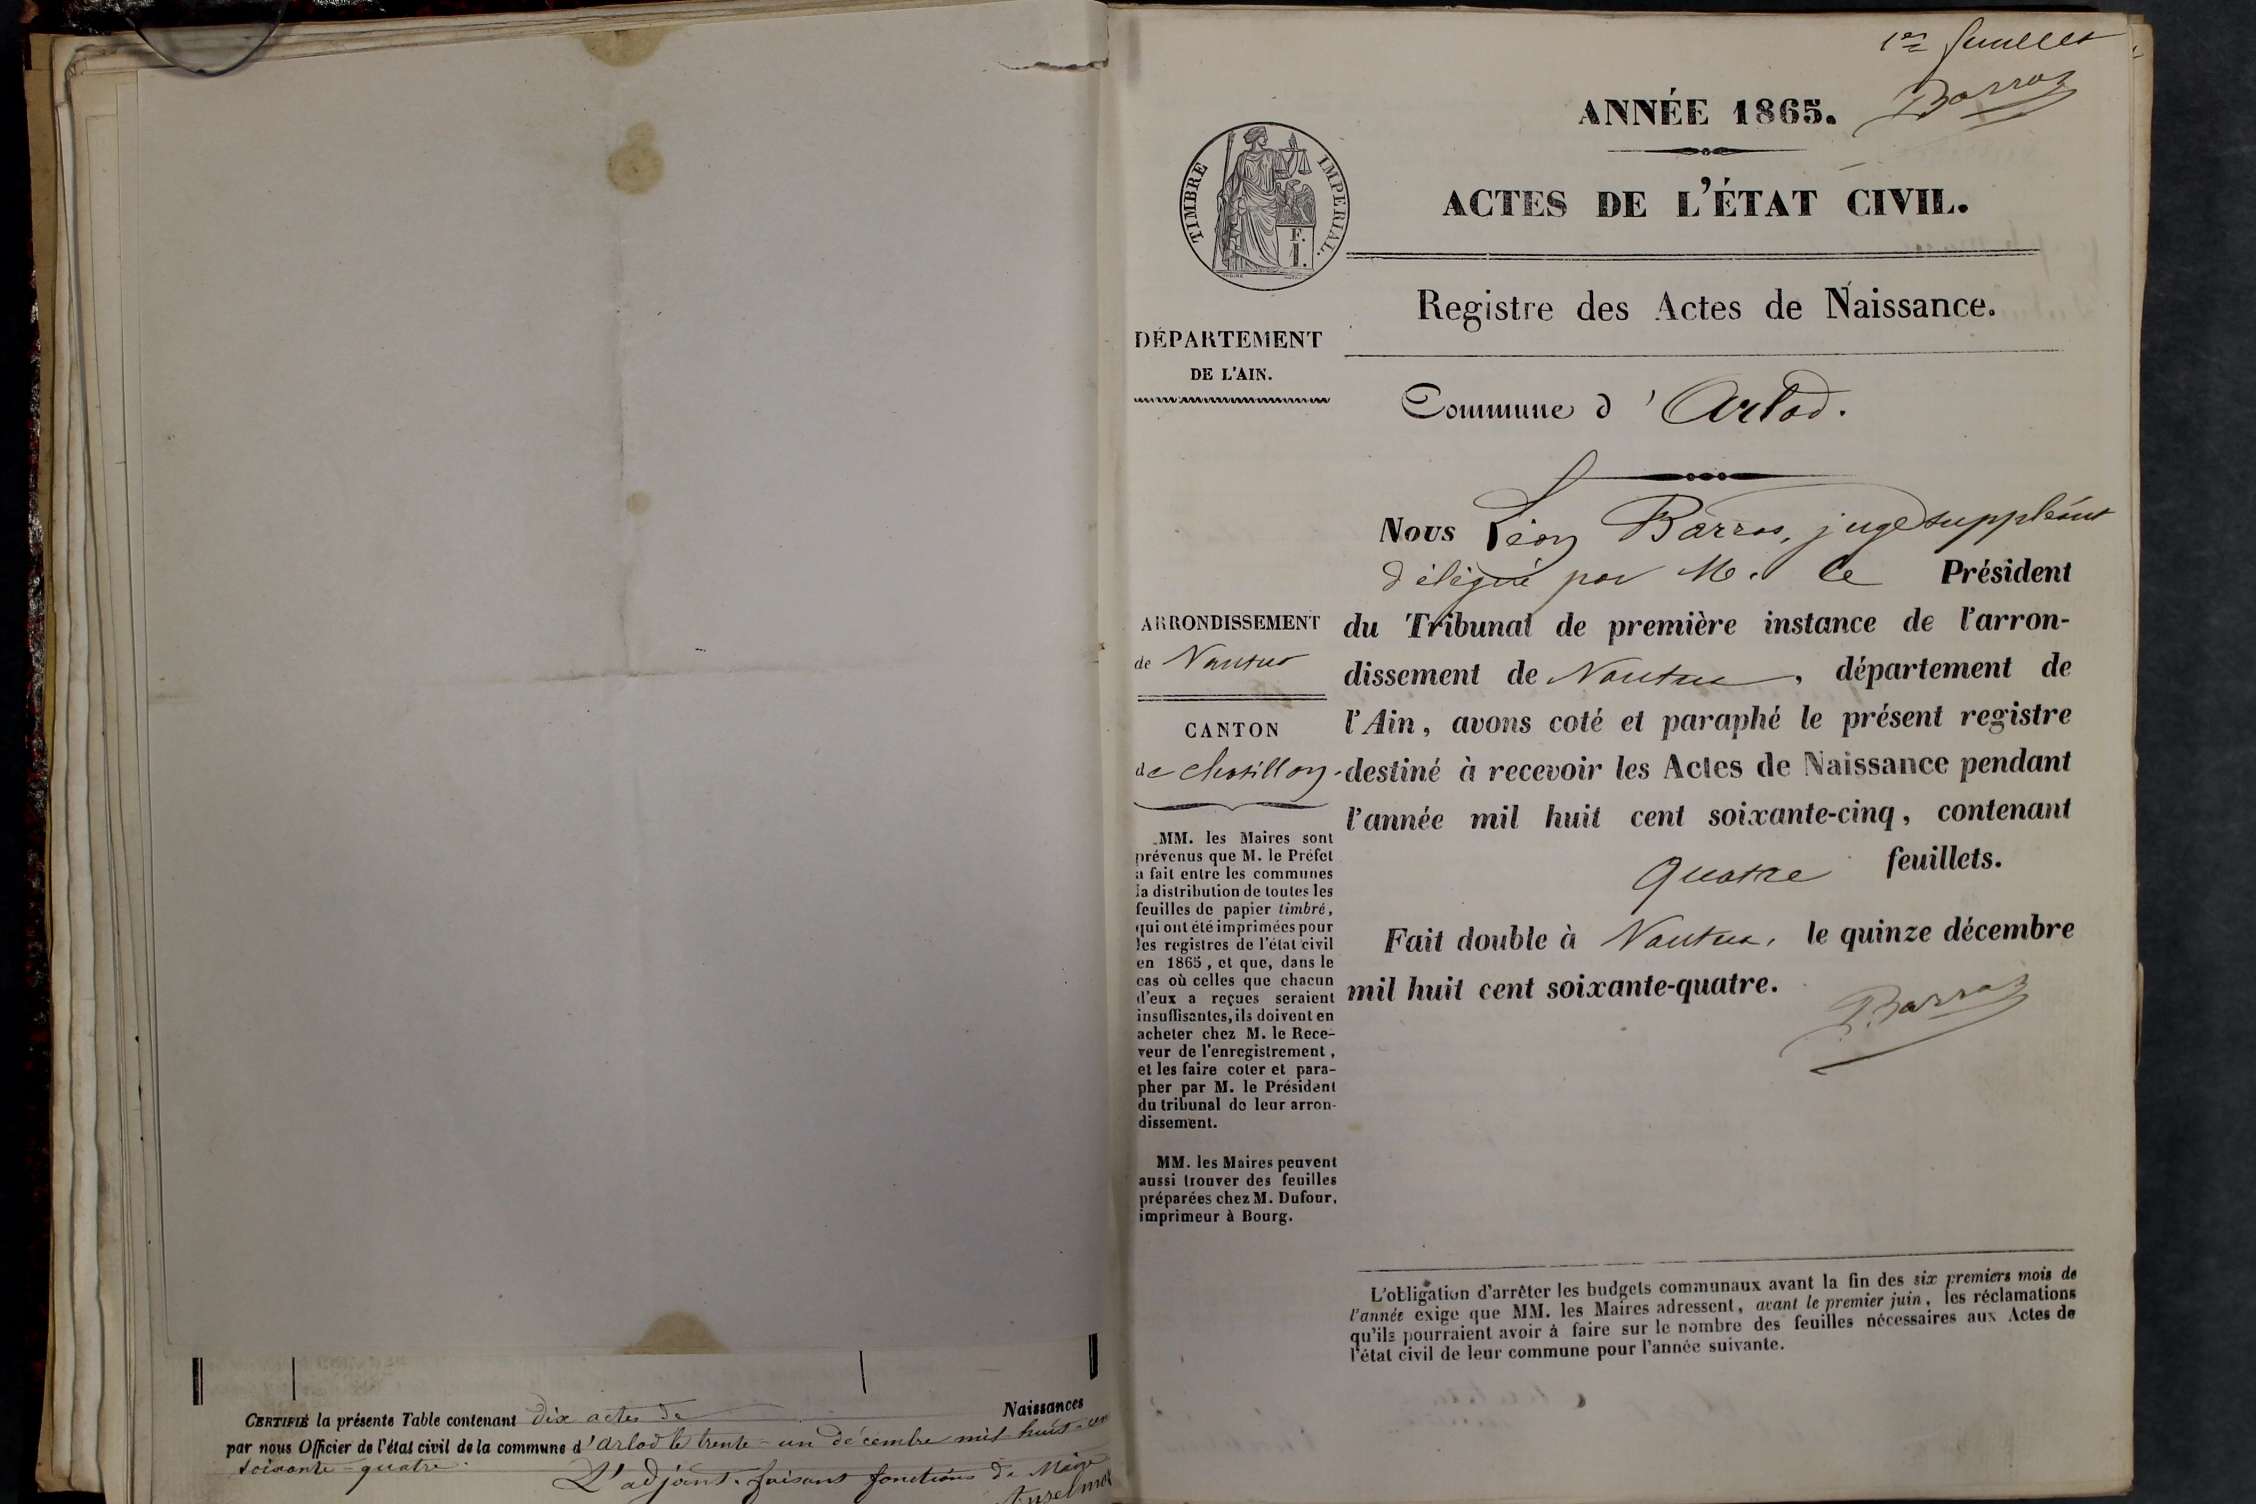 CERTIFIÉ la présente Table contenant dix actes de Naissances
par nous Officier de l'état civil de la commune d'Arlod le trente-un décembre mil huit-cen
soixante-quatre.
L'adjoint faisant fonctions de Maire
Anselme
1er feuillet
Barros
ANNÉE 1865.
ACTES DE L'ÉTAT CIVIL.
TIMBRE IMPERIAL.
F.
1.
Registre des Actes de Naissance.
DÉPARTEMENT
DE L'AIN.
Commune d'Arlod.
Nous Léon Barros, juge suppléant
délégué par M. le Président
du Tribunal de première instance de l'arron-
dissement de Nantua, département de
l'Ain, avons coté et paraphé le présent registre
destiné à recevoir les Actes de Naissance pendant
l'année mil huit cent soixante-cinq, contenant
quatre feuillets.
Fait double à Nantua, le quinze décembre
mil huit cent soixante-quatre.
L. Barros
ARRONDISSEMENT
de Nantua
CANTON
de Chatillon.
MM. les Maires sont
prévenus que M. le Préfet
a fait entre les communes
la distribution de toutes les
feuilles de papier timbré,
qui ont été imprimées pour
les registres de l'état civil
en 1865, et que, dans le
cas où celles que chacun
d'eux a reçues seraient
insuffisantes, ils doivent en
acheter chez M. le Rece-
veur de l'enregistrement,
et les faire coter et para-
pher par M. le Président
du tribunal de leur arron-
dissement.
MM. les Maires peuvent
aussi trouver des feuilles
préparées chez M. Dufour,
imprimeur à Bourg.
L'obligation d'arrêter les budgets communaux avant la fin des six premiers mois de
l'année exige que MM. les Maires adressent, avant le premier juin, les réclamations
qu'ils pourraient avoir à faire sur le nombre des feuilles nécessaires aux Actes de
l'état civil de leur commune pour l'année suivante.